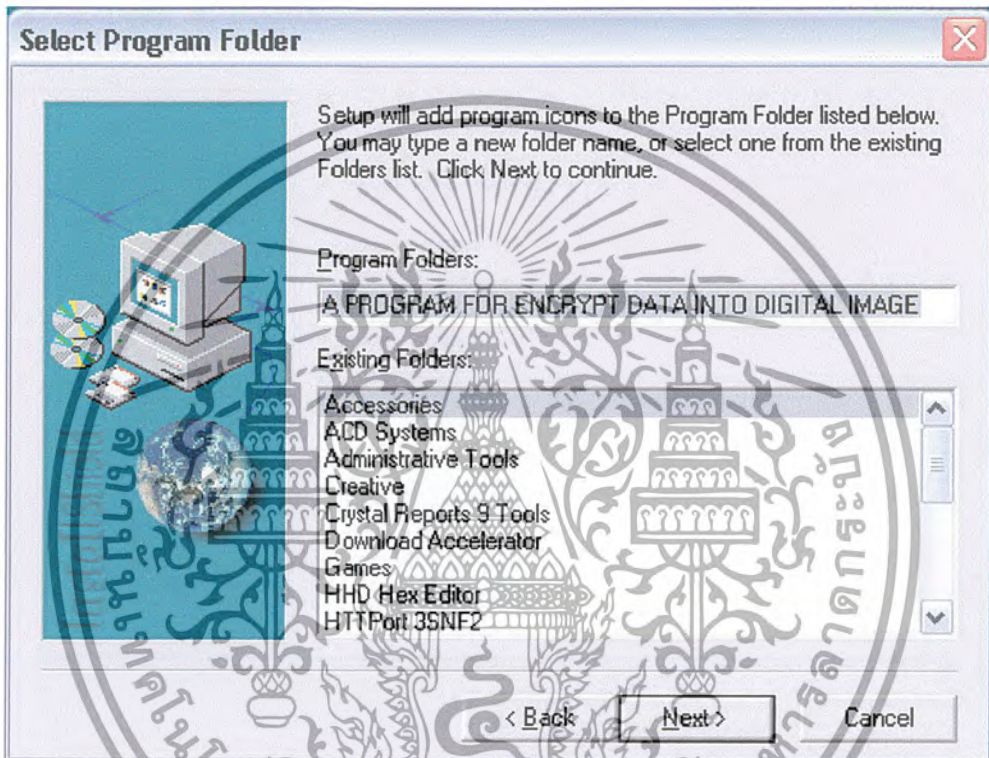 Select Program Folder
Setup will add program icons to the Program Folder listed below.
You may type a new folder name, or select one from the existing
Folders list. Click Next to continue.
Program Folders:
A PROGRAM FOR ENCRYPT DATA INTO DIGITAL IMAGE
Existing Folders:
Accessories
ACD Systems
Administrative Tools
Creative
Crystal Reports 9 Tools
Download Accelerator
Games
HHD Hex Editor
HTTPort 3SNF2
< Back
Next >
Cancel